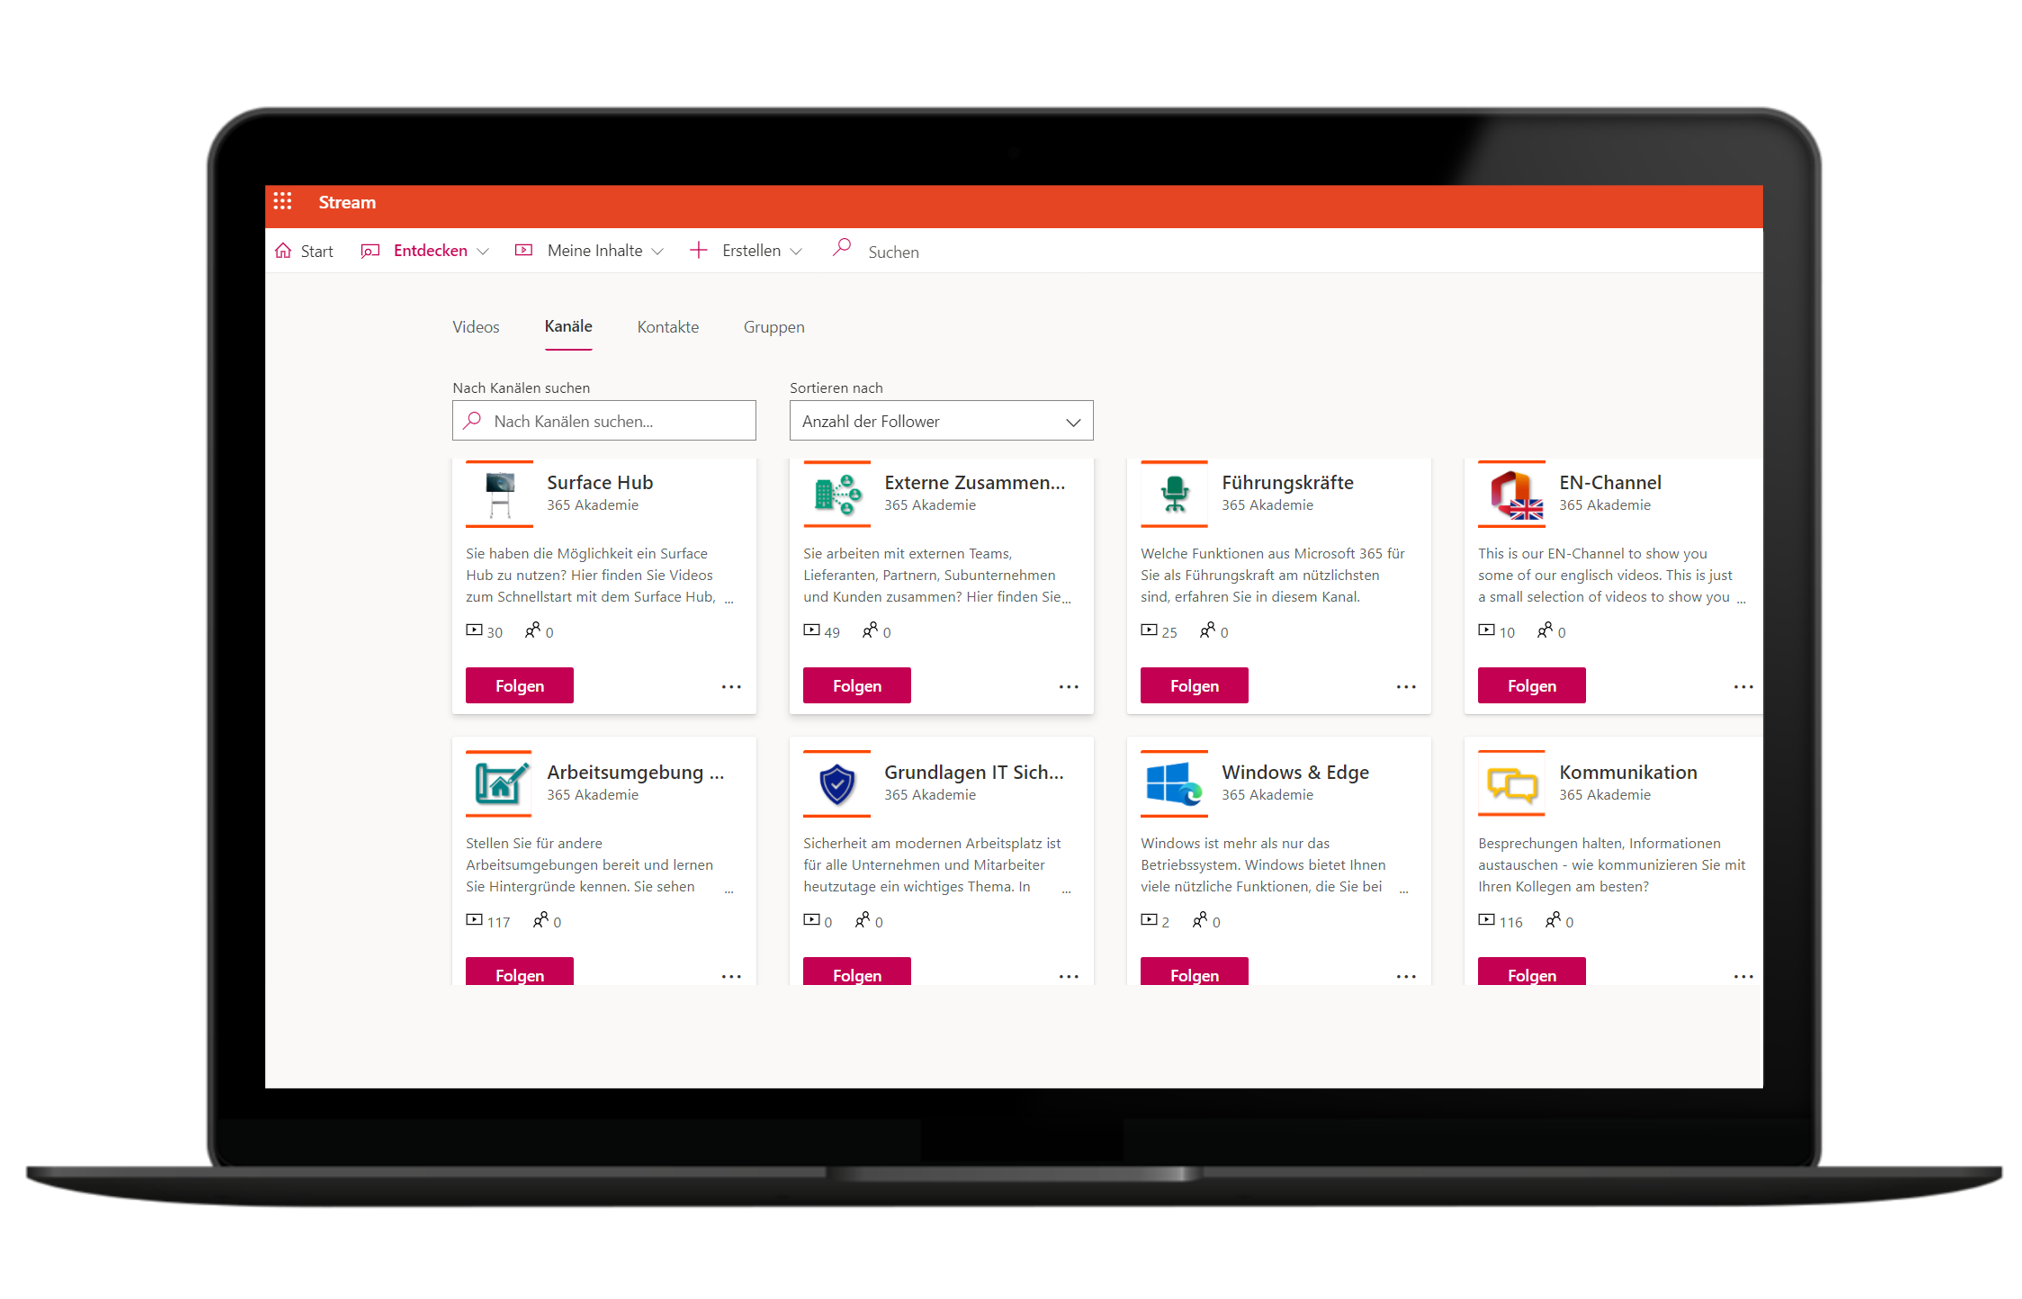 Stream
Start Entdecken Meine Inhalte Erstellen Suchen
Videos Kanäle Kontakte Gruppen
Nach Kanälen suchen
Nach Kanälen suchen...
Sortieren nach
Anzahl der Follower
Surface Hub
365 Akademie
Sie haben die Möglichkeit ein Surface
Hub zu nutzen? Hier finden Sie Videos
zum Schnellstart mit dem Surface Hub, ...
30 0
Folgen ...
Externe Zusammen...
365 Akademie
Sie arbeiten mit externen Teams,
Lieferanten, Partnern, Subunternehmen
und Kunden zusammen? Hier finden Sie...
49 0
Folgen ...
Führungskräfte
365 Akademie
Welche Funktionen aus Microsoft 365 für
Sie als Führungskraft am nützlichsten
sind, erfahren Sie in diesem Kanal.
25 0
Folgen ...
EN-Channel
365 Akademie
This is our EN-Channel to show you
some of our englisch videos. This is just
a small selection of videos to show you ...
10 0
Folgen ...
Arbeitsumgebung ...
365 Akademie
Stellen Sie für andere
Arbeitsumgebungen bereit und lernen
Sie Hintergründe kennen. Sie sehen ...
117 0
Folgen ...
Grundlagen IT Sich...
365 Akademie
Sicherheit am modernen Arbeitsplatz ist
für alle Unternehmen und Mitarbeiter
heutzutage ein wichtiges Thema. In ...
0 0
Folgen ...
Windows & Edge
365 Akademie
Windows ist mehr als nur das
Betriebssystem. Windows bietet Ihnen
viele nützliche Funktionen, die Sie bei ...
2 0
Folgen ...
Kommunikation
365 Akademie
Besprechungen halten, Informationen
austauschen - wie kommunizieren Sie mit
Ihren Kollegen am besten?
116 0
Folgen ...